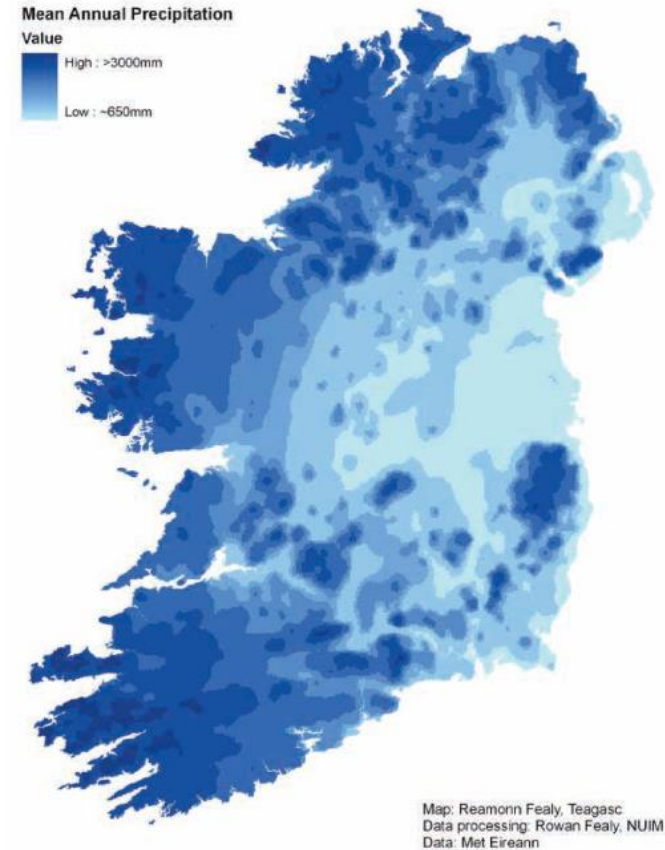 Mean Annual Precipitation
Value
High : >3000mm
Low : ~650mm
Map: Reamonn Fealy, Teagasc
Data processing: Rowan Fealy, NUIM
Data: Met Eireann